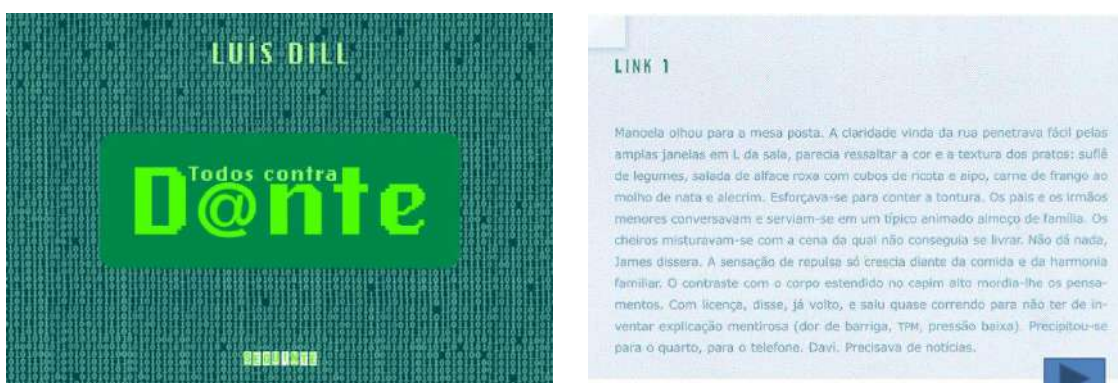 LUÍS DILL
Todos contra
D@nte
SEGUINTE
LINK 1
Manoela olhou para a mesa posta. A claridade vinda da rua penetrava fácil pelas
amplas janelas em L da sala, parecia ressaltar a cor e a textura dos pratos: suflê
de legumes, salada de alface roxa com cubos de ricota e aipo, carne de frango ao
molho de nata e alecrim. Esforçava-se para conter a tontura. Os pais e os irmãos
menores conversavam e serviam-se em um típico animado almoço de família. Os
cheiros misturavam-se com a cena da qual não conseguia se livrar. Não dá nada,
James dissera. A sensação de repulsa só crescia diante da comida e da harmonia
familiar. O contraste com o corpo estendido no capim alto mordia-lhe os pensa-
mentos. Com licença, disse, já volto, e saiu quase correndo para não ter de in-
ventar explicação mentirosa (dor de barriga, TPM, pressão baixa). Precipitou-se
para o quarto, para o telefone. Davi. Precisava de notícias.